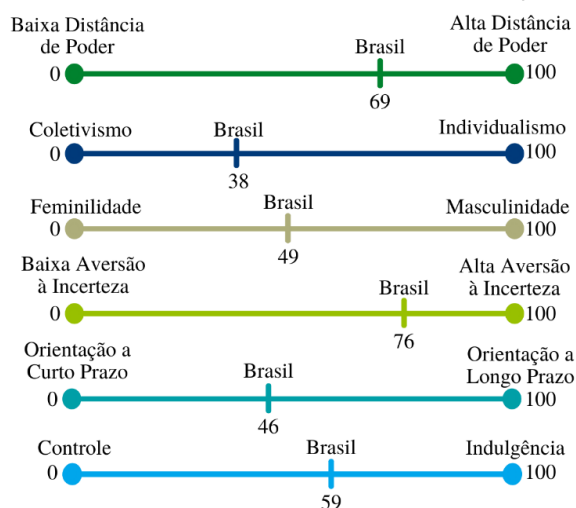 Baixa Distância
de Poder
Brasil
Alta Distância
de Poder
0
100
69
Coletivismo
Brasil
Individualismo
0
100
38
Feminilidade
Brasil
Masculinidade
0
100
49
Baixa Aversão
à Incerteza
Brasil
Alta Aversão
à Incerteza
0
100
76
Orientação a
Curto Prazo
Brasil
Orientação a
Longo Prazo
0
100
46
Controle
Brasil
Indulgência
0
100
59